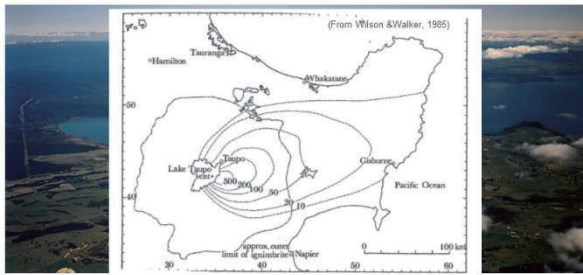 (From Wilson &Walker, 1985)
Tauranga
Hamilton
Whakatane
50
Taupo
Lake Taupo
vent
Gisborne
500
200
100
50
20
10
Pacific Ocean
40
approx. outer
limit of ignimbrite
Napier
0
100 km
30
40
50
60